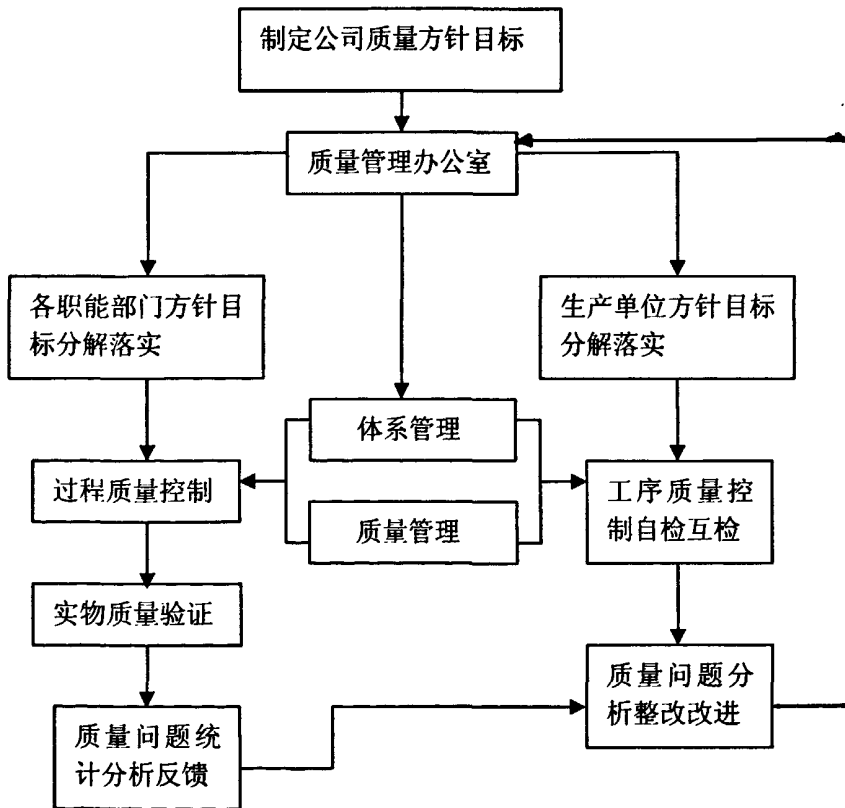 制定公司质量方针目标
质量管理办公室
各职能部门方针目
标分解落实
生产单位方针目标
分解落实
体系管理
过程质量控制
工序质量控
制自检互检
质量管理
实物质量验证
质量问题分
析整改改进
质量问题统
计分析反馈